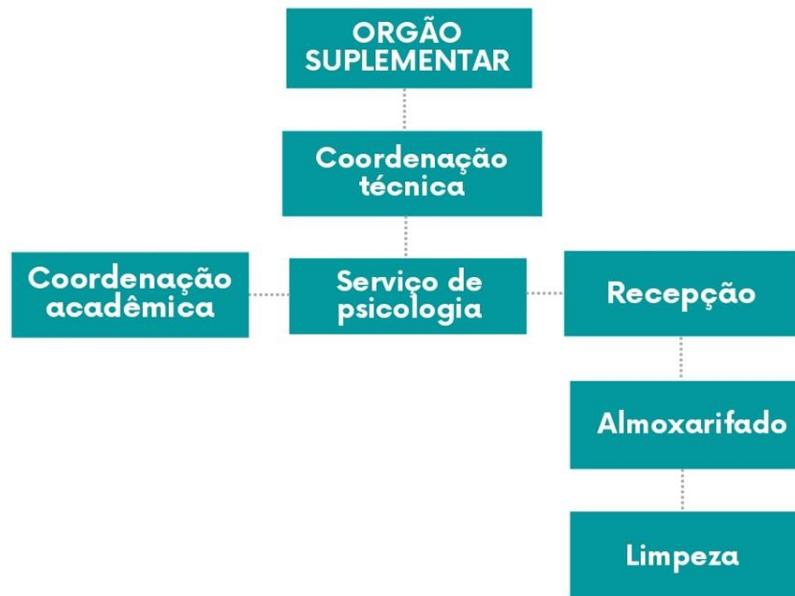 ORGÃO
SUPLEMENTAR
Coordenação
técnica
Coordenação
acadêmica
Serviço de
psicologia
Recepção
Almoxarifado
Limpeza